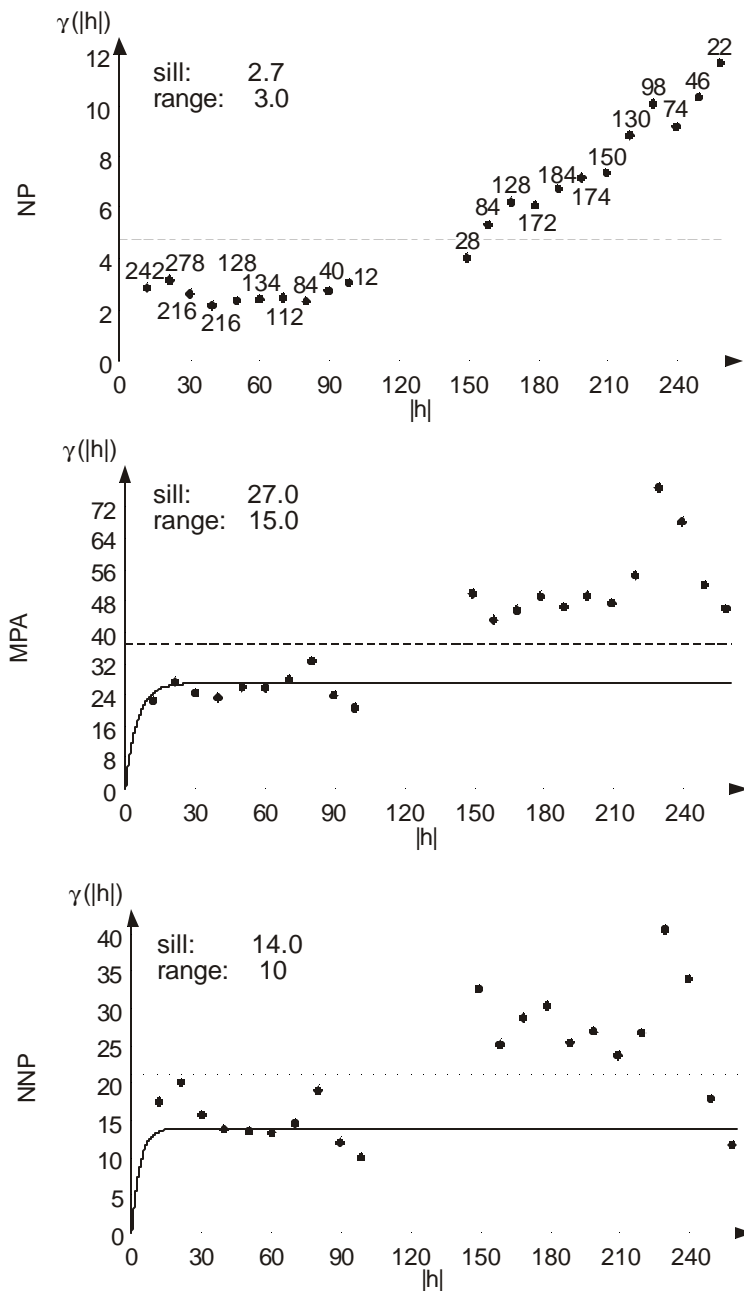 γ(|h|)
12
10
8
6
4
2
0
NP
sill: 2.7
range: 3.0
242 278 216 216 128 134 112 84 40 12 28 84 128 172 184 174 150 130 98 74 46 22
0 30 60 90 120 150 180 210 240
|h|
γ(|h|)
72
64
56
48
40
32
24
16
8
0
MPA
sill: 27.0
range: 15.0
0 30 60 90 120 150 180 210 240
|h|
γ(|h|)
40
35
30
25
20
15
10
5
0
NNP
sill: 14.0
range: 10
0 30 60 90 120 150 180 210 240
|h|